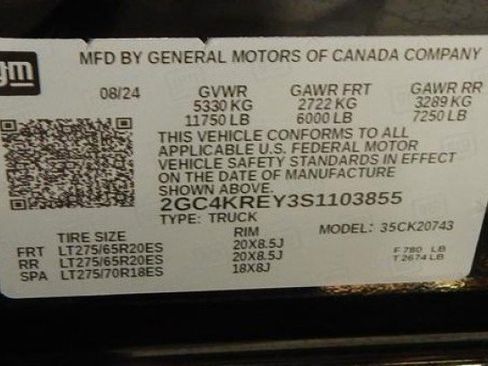 gm
MFD BY GENERAL MOTORS OF CANADA COMPANY
08/24 GVWR GAWR FRT GAWR RR
5330 KG 2722 KG 3289 KG
11750 LB 6000 LB 7250 LB
THIS VEHICLE CONFORMS TO ALL
APPLICABLE U.S. FEDERAL MOTOR
VEHICLE SAFETY STANDARDS IN EFFECT
ON THE DATE OF MANUFACTURE
SHOWN ABOVE.
2GC4KREY3S1103855
TYPE: TRUCK MODEL: 35CK20743
TIRE SIZE RIM
FRT LT275/65R20ES 20X8.5J F 780 LB
RR LT275/65R20ES 20X8.5J T 2674 LB
SPA LT275/70R18ES 18X8J